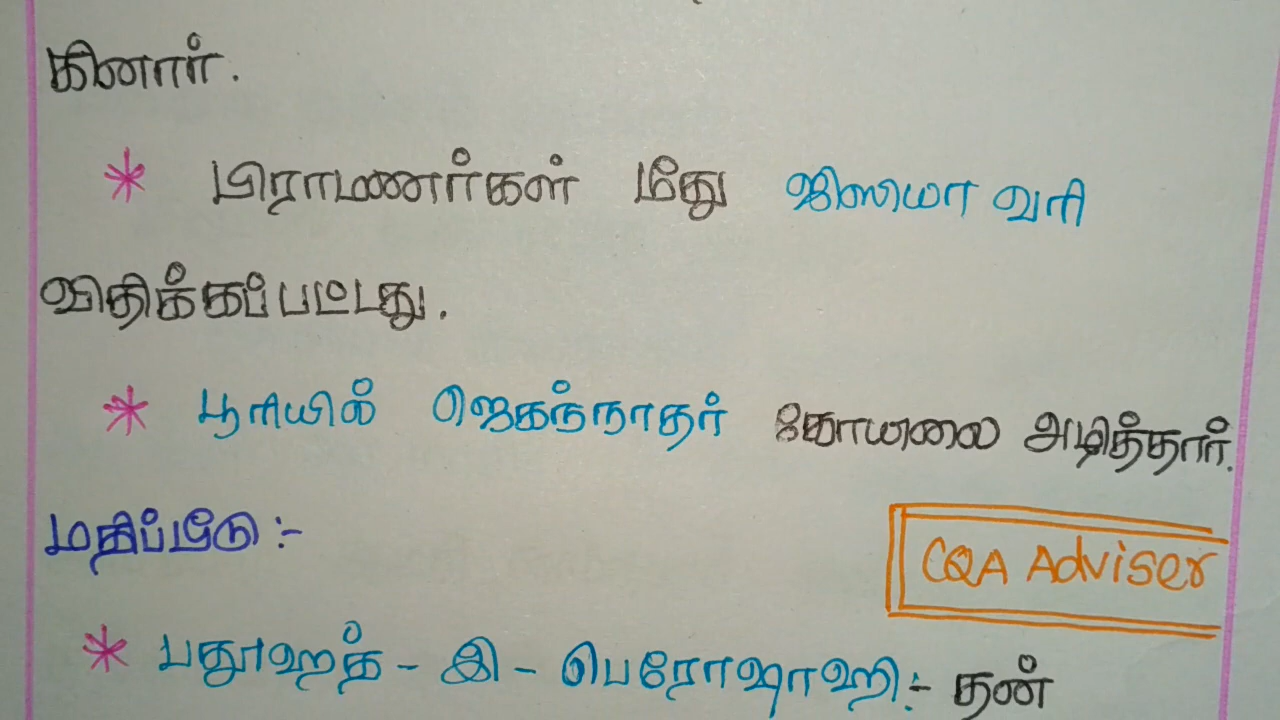 கினார்.
* பிராமணர்கள் மீது ஜிஸியா வரி
விதிக்கப்பட்டது.
* பூரியில் ஜெகந்நாதர் கோயிலை அழித்தார்.
மதிப்பீடு :-
CQA Adviser
* பதூஹத் - இ - பெரோஷாஹி :- தன்